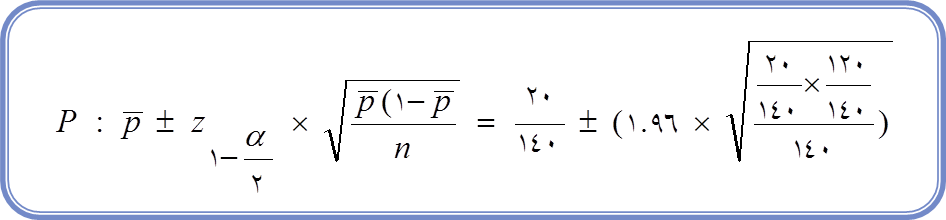 P : p̅ ± z_{١−α/٢} × √(p̅ (١− p̅)/n) = ٢٠/١٤٠ ± (١.٩٦ × √((٢٠/١٤٠ × ١٢٠/١٤٠)/١٤٠))